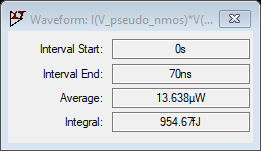 Waveform: I(V_pseudo_nmos)*V(...
Interval Start: 0s
Interval End: 70ns
Average: 13.638µW
Integral: 954.67fJ